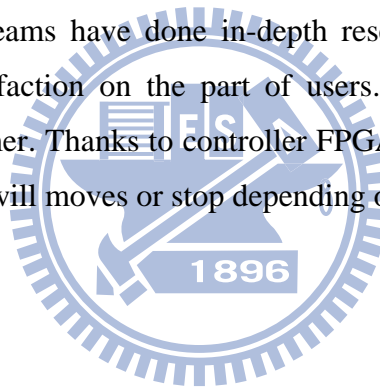 eams have done in-depth rese
faction on the part of users.
ner. Thanks to controller FPGA
will moves or stop depending o
E S
1896